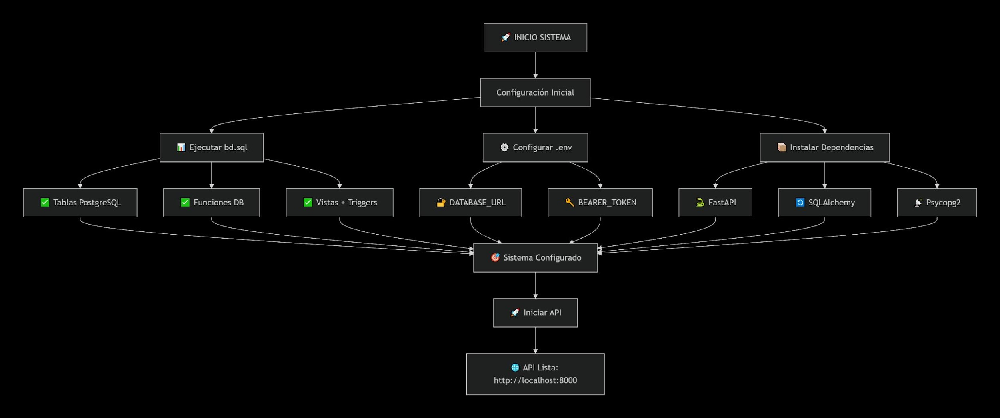 🚀 INICIO SISTEMA
Configuración Inicial
📊 Ejecutar bd.sql
⚙️ Configurar .env
📦 Instalar Dependencias
✅ Tablas PostgreSQL
✅ Funciones DB
✅ Vistas + Triggers
🔐 DATABASE_URL
🔑 BEARER_TOKEN
🐍 FastAPI
🔄 SQLAlchemy
📡 Psycopg2
🎯 Sistema Configurado
🚀 Iniciar API
🌐 API Lista:
http://localhost:8000